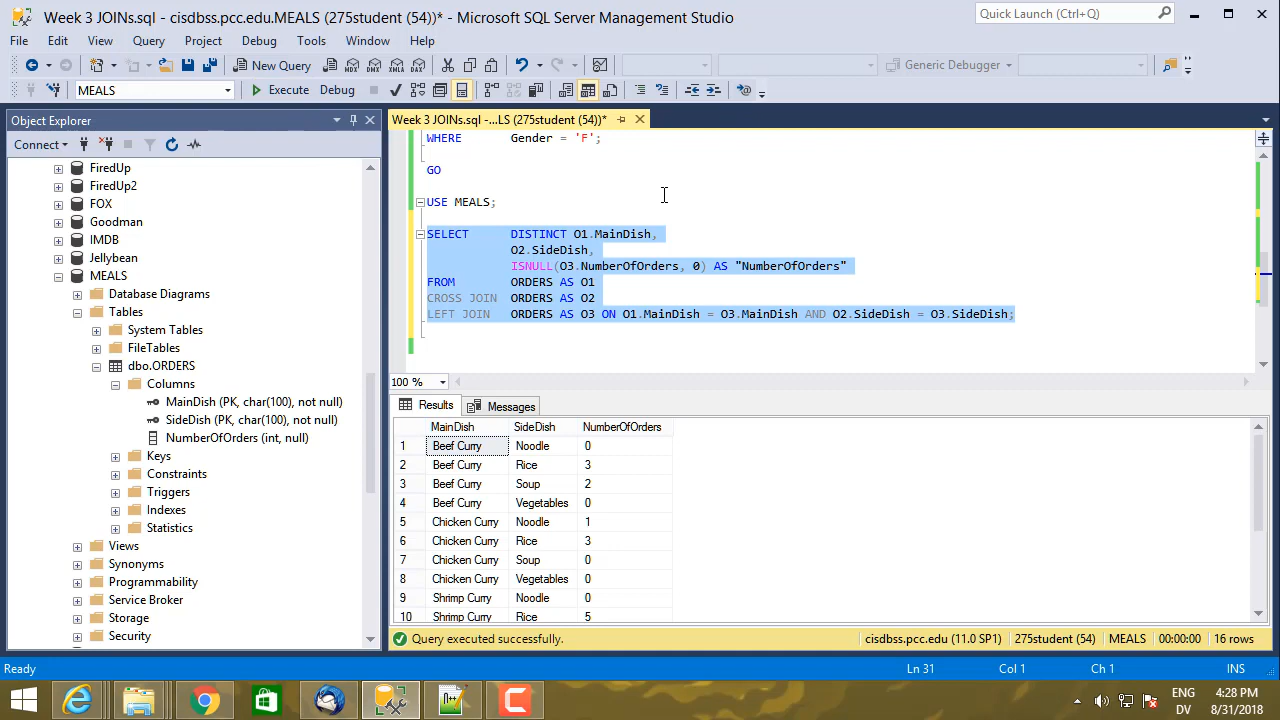 Week 3 JOINs.sql - cisdbss.pcc.edu.MEALS (275student (54))* - Microsoft SQL Server Management Studio
Quick Launch (Ctrl+Q)
File Edit View Query Project Debug Tools Window Help
New Query
Generic Debugger
MEALS
Execute Debug
Object Explorer
Connect
FiredUp
FiredUp2
FOX
Goodman
IMDB
Jellybean
MEALS
Database Diagrams
Tables
System Tables
FileTables
dbo.ORDERS
Columns
MainDish (PK, char(100), not null)
SideDish (PK, char(100), not null)
NumberOfOrders (int, null)
Keys
Constraints
Triggers
Indexes
Statistics
Views
Synonyms
Programmability
Service Broker
Storage
Security
Week 3 JOINs.sql -...LS (275student (54))*
WHERE Gender = 'F';
GO
USE MEALS;
SELECT DISTINCT O1.MainDish,
O2.SideDish,
ISNULL(O3.NumberOfOrders, 0) AS "NumberOfOrders"
FROM ORDERS AS O1
CROSS JOIN ORDERS AS O2
LEFT JOIN ORDERS AS O3 ON O1.MainDish = O3.MainDish AND O2.SideDish = O3.SideDish;
100 %
Results Messages
MainDish SideDish NumberOfOrders
1 Beef Curry Noodle 0
2 Beef Curry Rice 3
3 Beef Curry Soup 2
4 Beef Curry Vegetables 0
5 Chicken Curry Noodle 1
6 Chicken Curry Rice 3
7 Chicken Curry Soup 0
8 Chicken Curry Vegetables 0
9 Shrimp Curry Noodle 0
10 Shrimp Curry Rice 5
Query executed successfully.
cisdbss.pcc.edu (11.0 SP1) 275student (54) MEALS 00:00:00 16 rows
Ready
Ln 31 Col 1 Ch 1 INS
ENG
DV
4:28 PM
8/31/2018